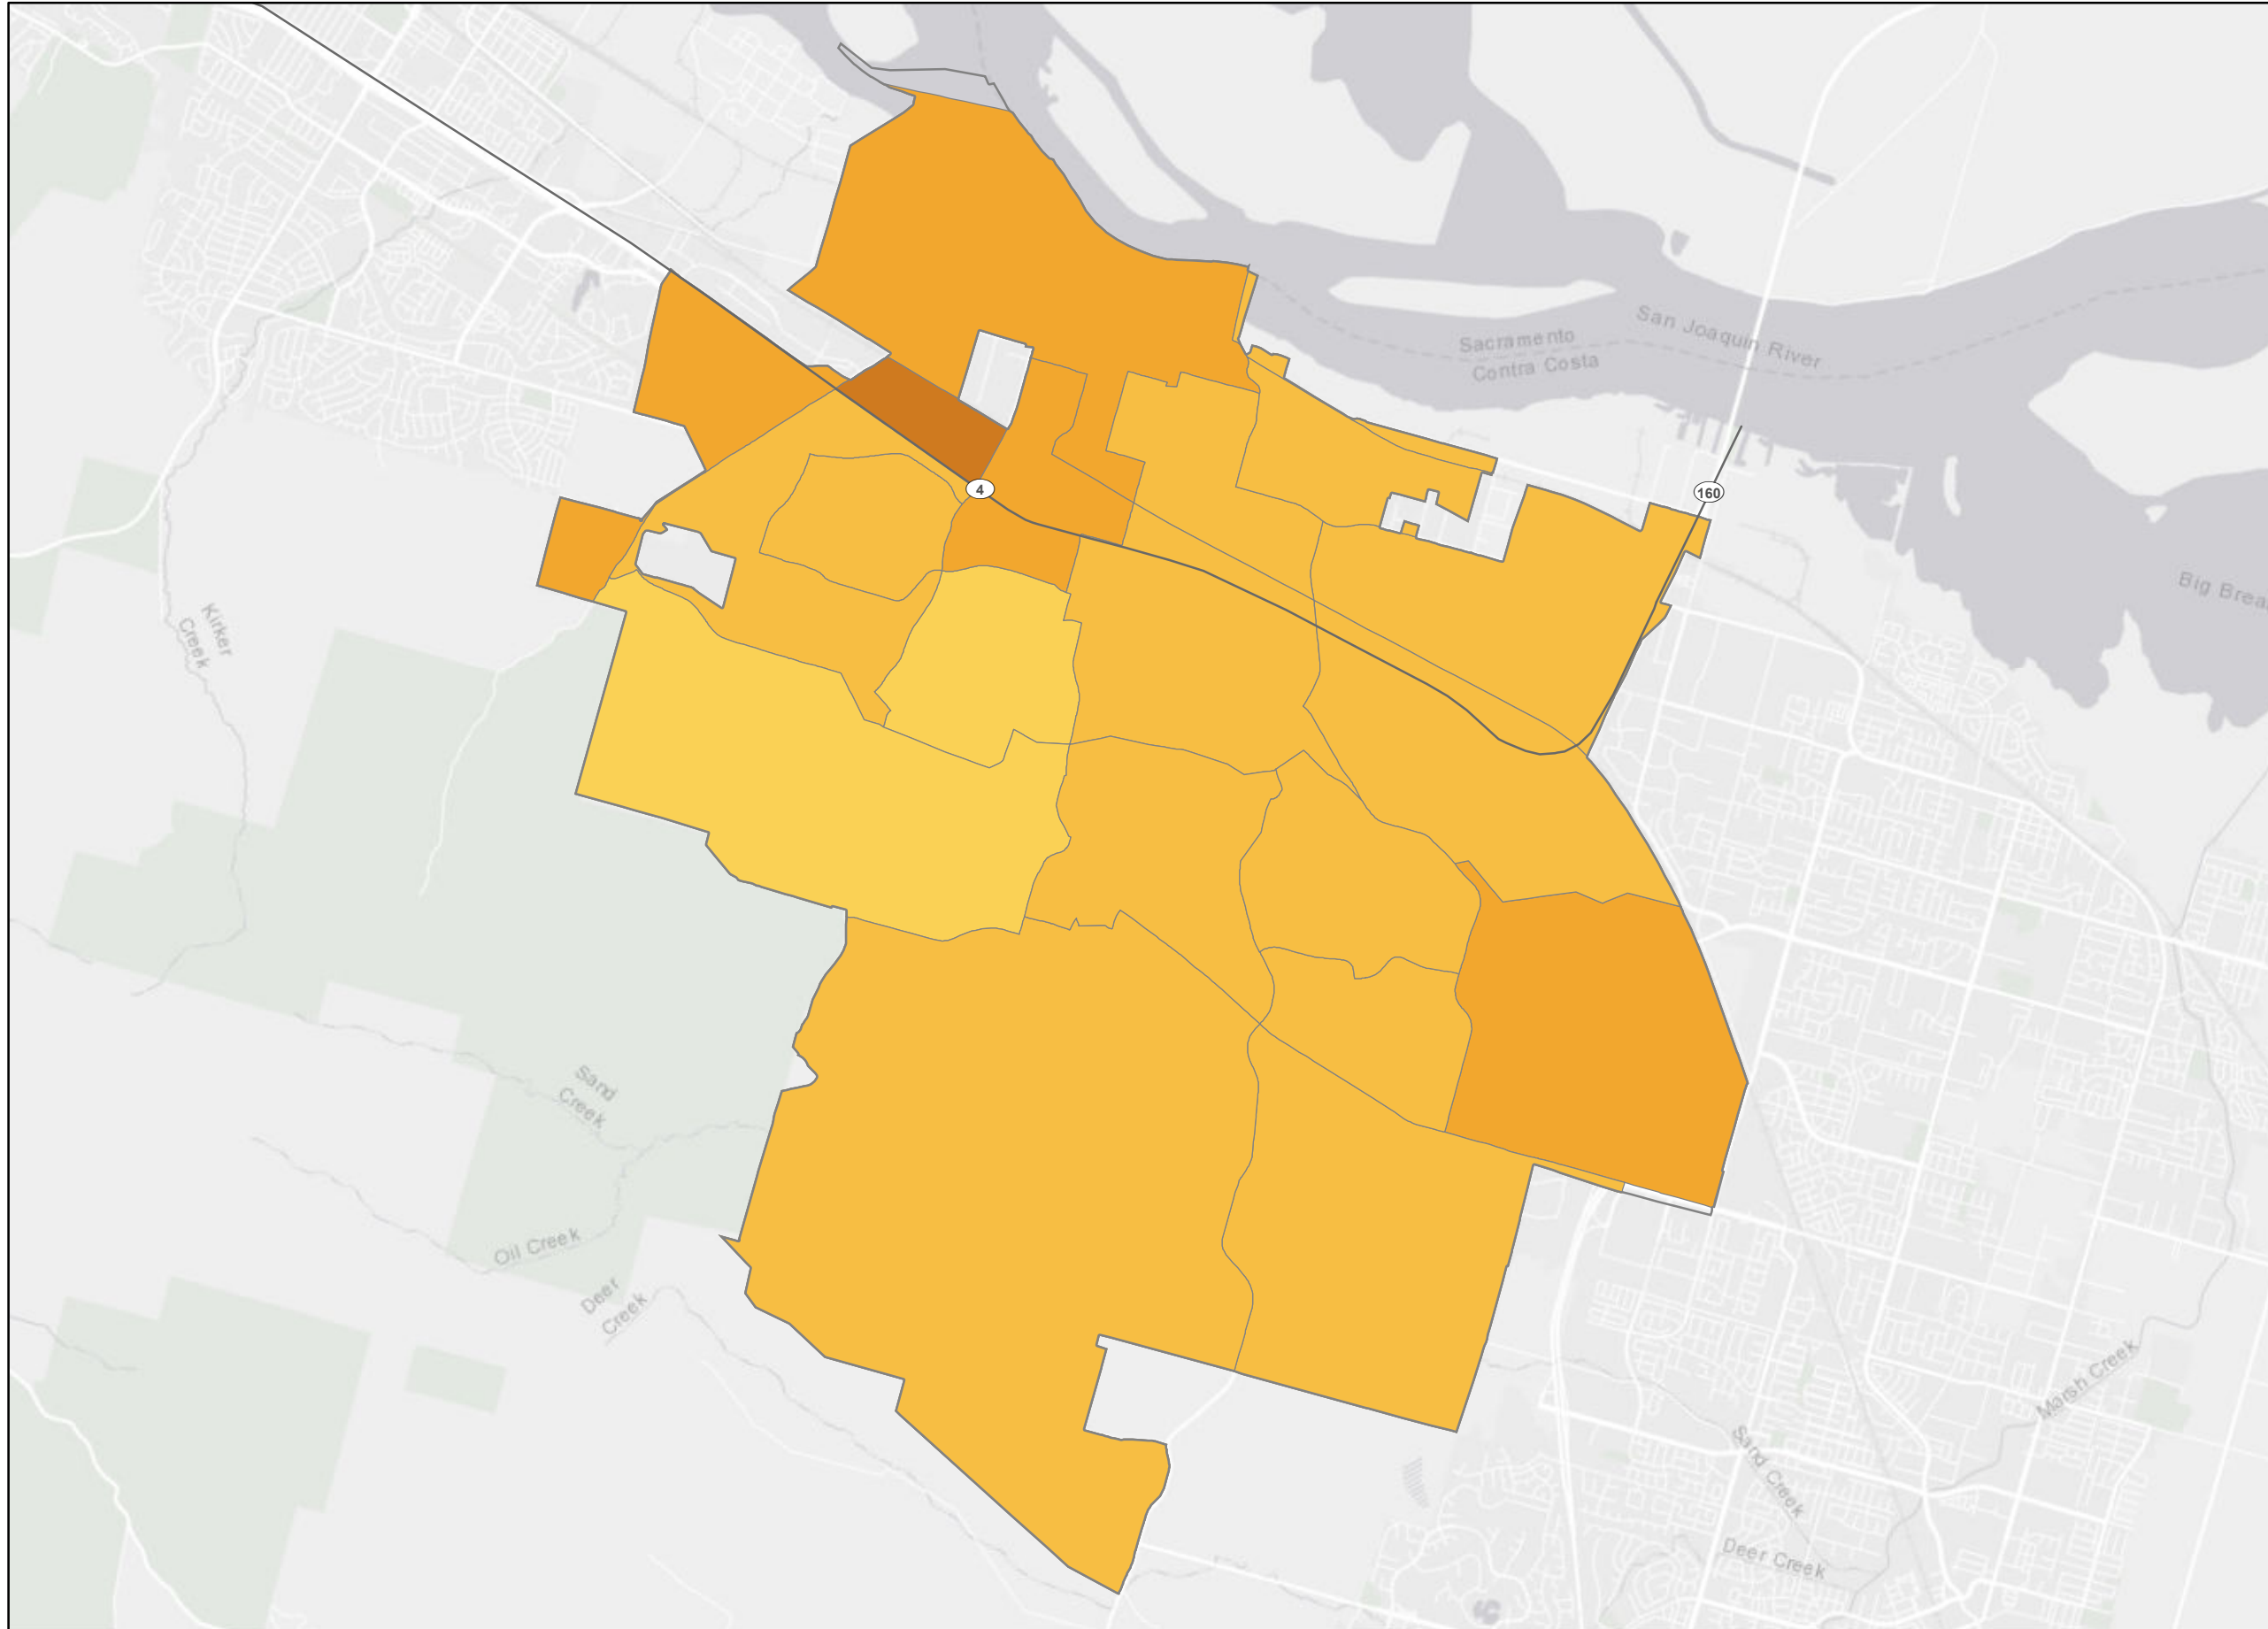 San Joaquin River
Sacramento
Contra Costa
4
160
Big Brea
Kirker
Creek
Sand
Creek
Oil Creek
Deer
Creek
Marsh Creek
Sand Creek
Deer Creek